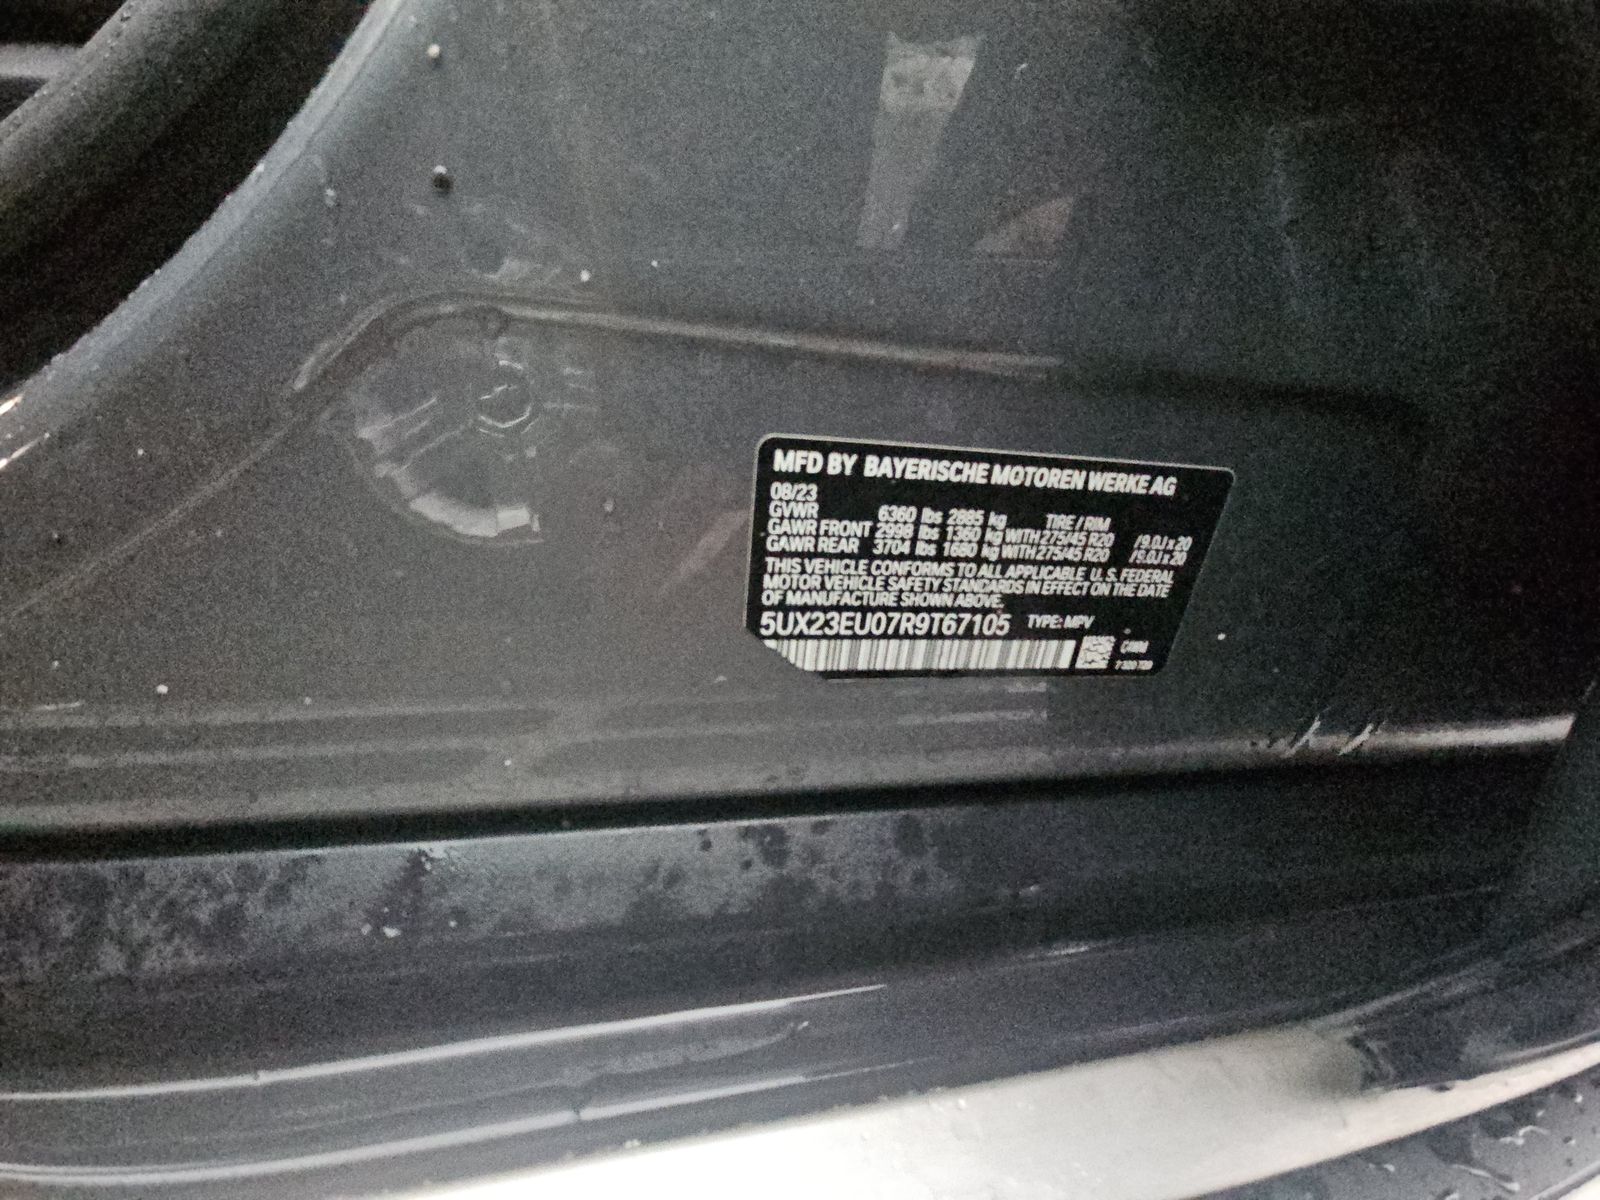 MFD BY BAYERISCHE MOTOREN WERKE AG
08/23
GVWR 6360 lbs 2885 kg TIRE / RIM
GAWR FRONT 2998 lbs 1360 kg WITH 275/45 R20 /9.0J x 20
GAWR REAR 3704 lbs 1680 kg WITH 275/45 R20 /9.0J x 20
THIS VEHICLE CONFORMS TO ALL APPLICABLE U. S. FEDERAL
MOTOR VEHICLE SAFETY STANDARDS IN EFFECT ON THE DATE
OF MANUFACTURE SHOWN ABOVE.
5UX23EU07R9T67105 TYPE: MPV